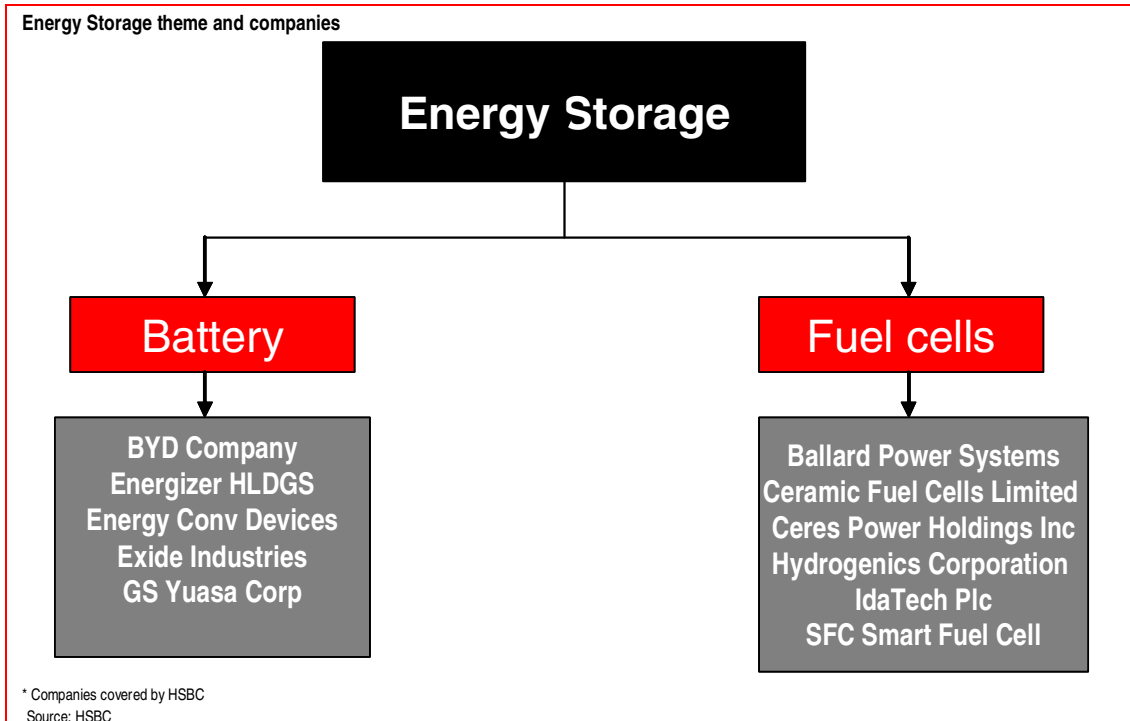 Energy Storage theme and companies
Energy Storage
Battery
Fuel cells
BYD Company
Energizer HLDGS
Energy Conv Devices
Exide Industries
GS Yuasa Corp
Ballard Power Systems
Ceramic Fuel Cells Limited
Ceres Power Holdings Inc
Hydrogenics Corporation
IdaTech Plc
SFC Smart Fuel Cell
* Companies covered by HSBC
Source: HSBC